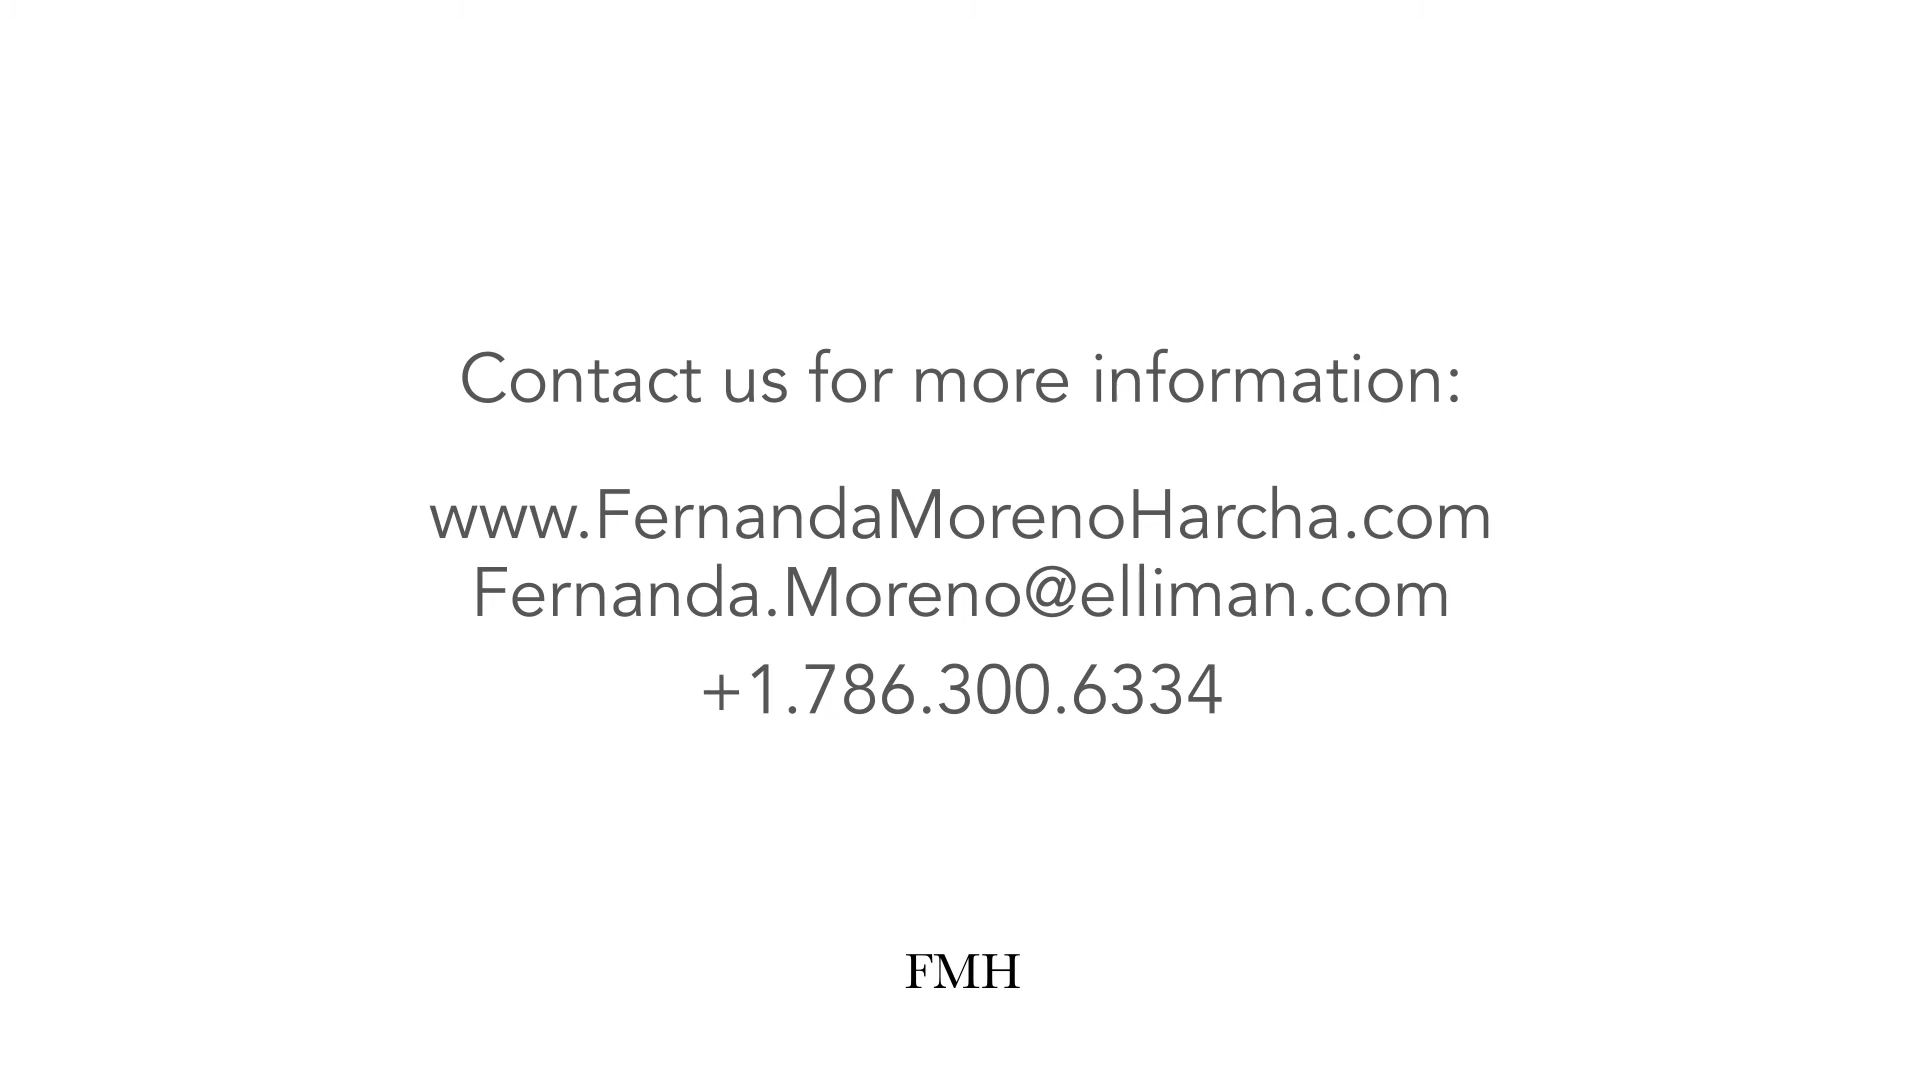 Contact us for more information:
www.FernandaMorenoHarcha.com
Fernanda.Moreno@elliman.com
+1.786.300.6334
FMH